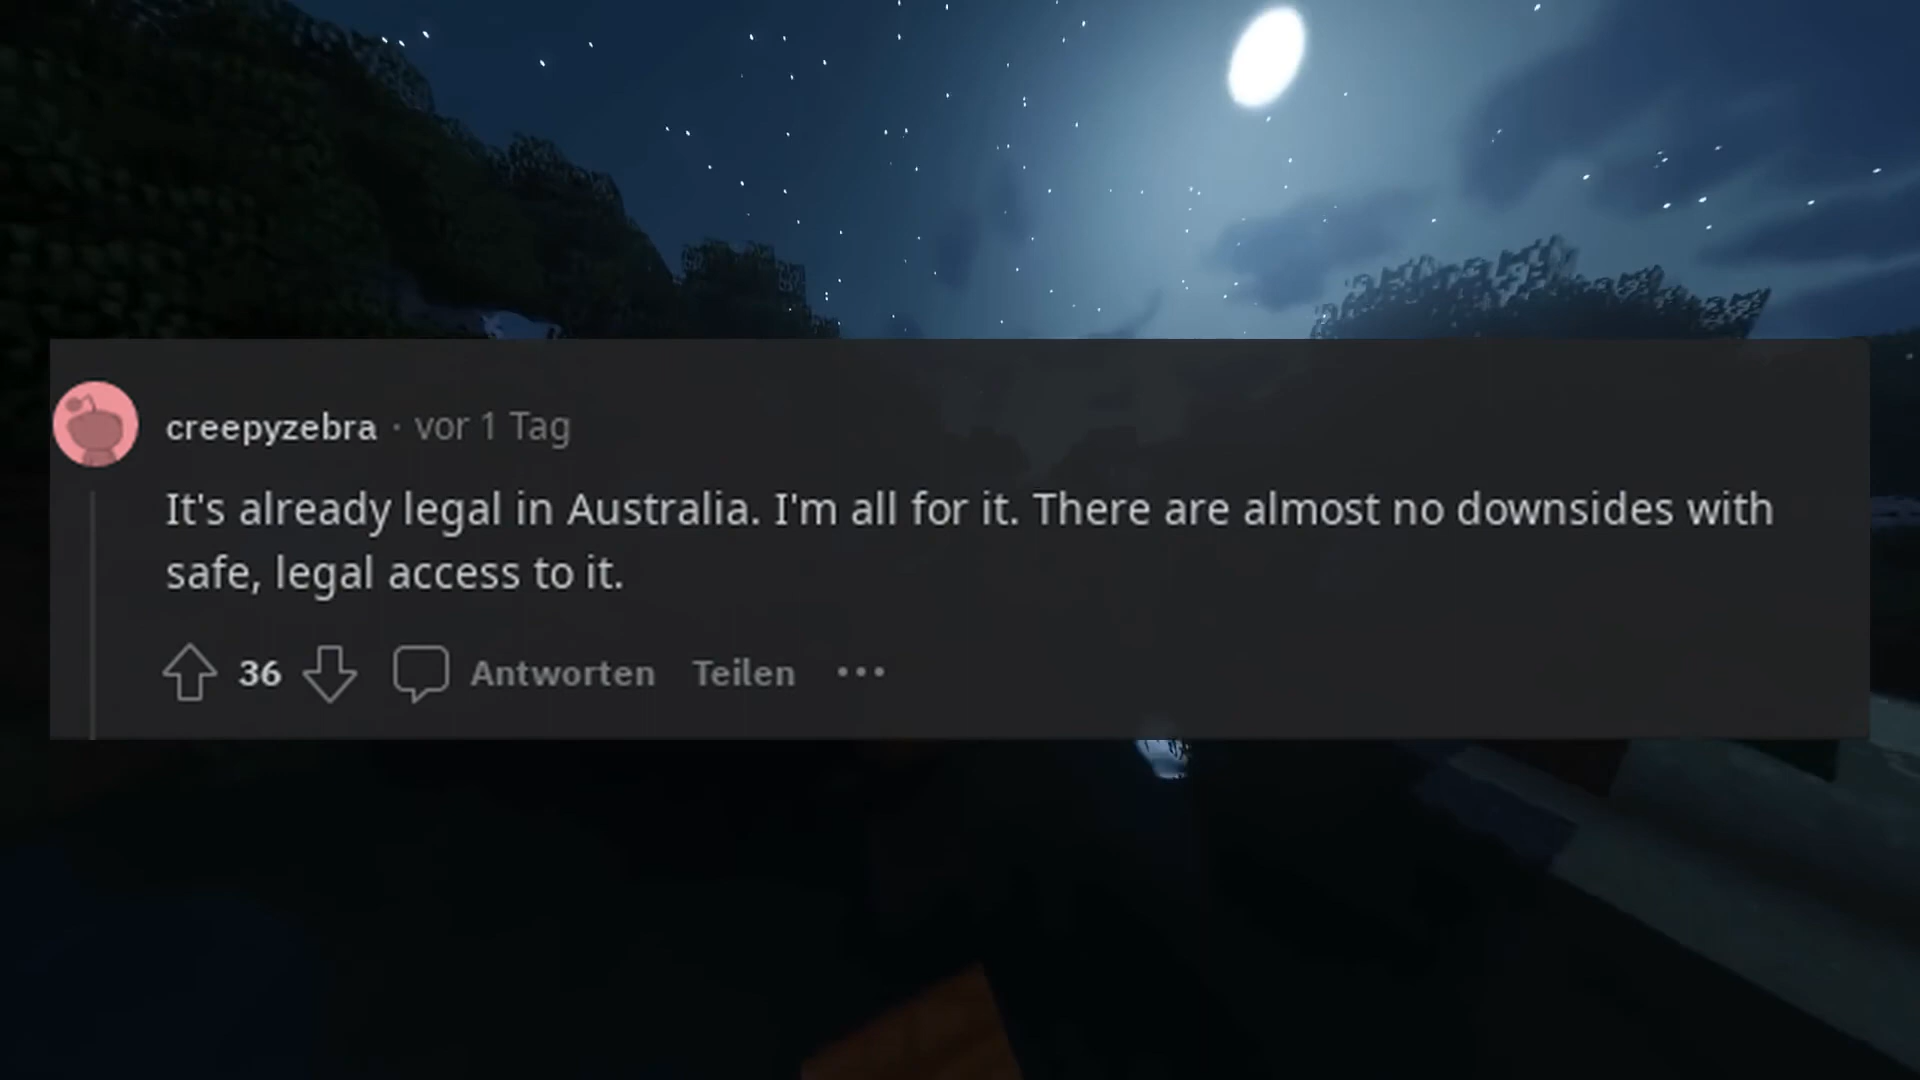 creepyzebra · vor 1 Tag
It's already legal in Australia. I'm all for it. There are almost no downsides with
safe, legal access to it.
36 Antworten Teilen ···